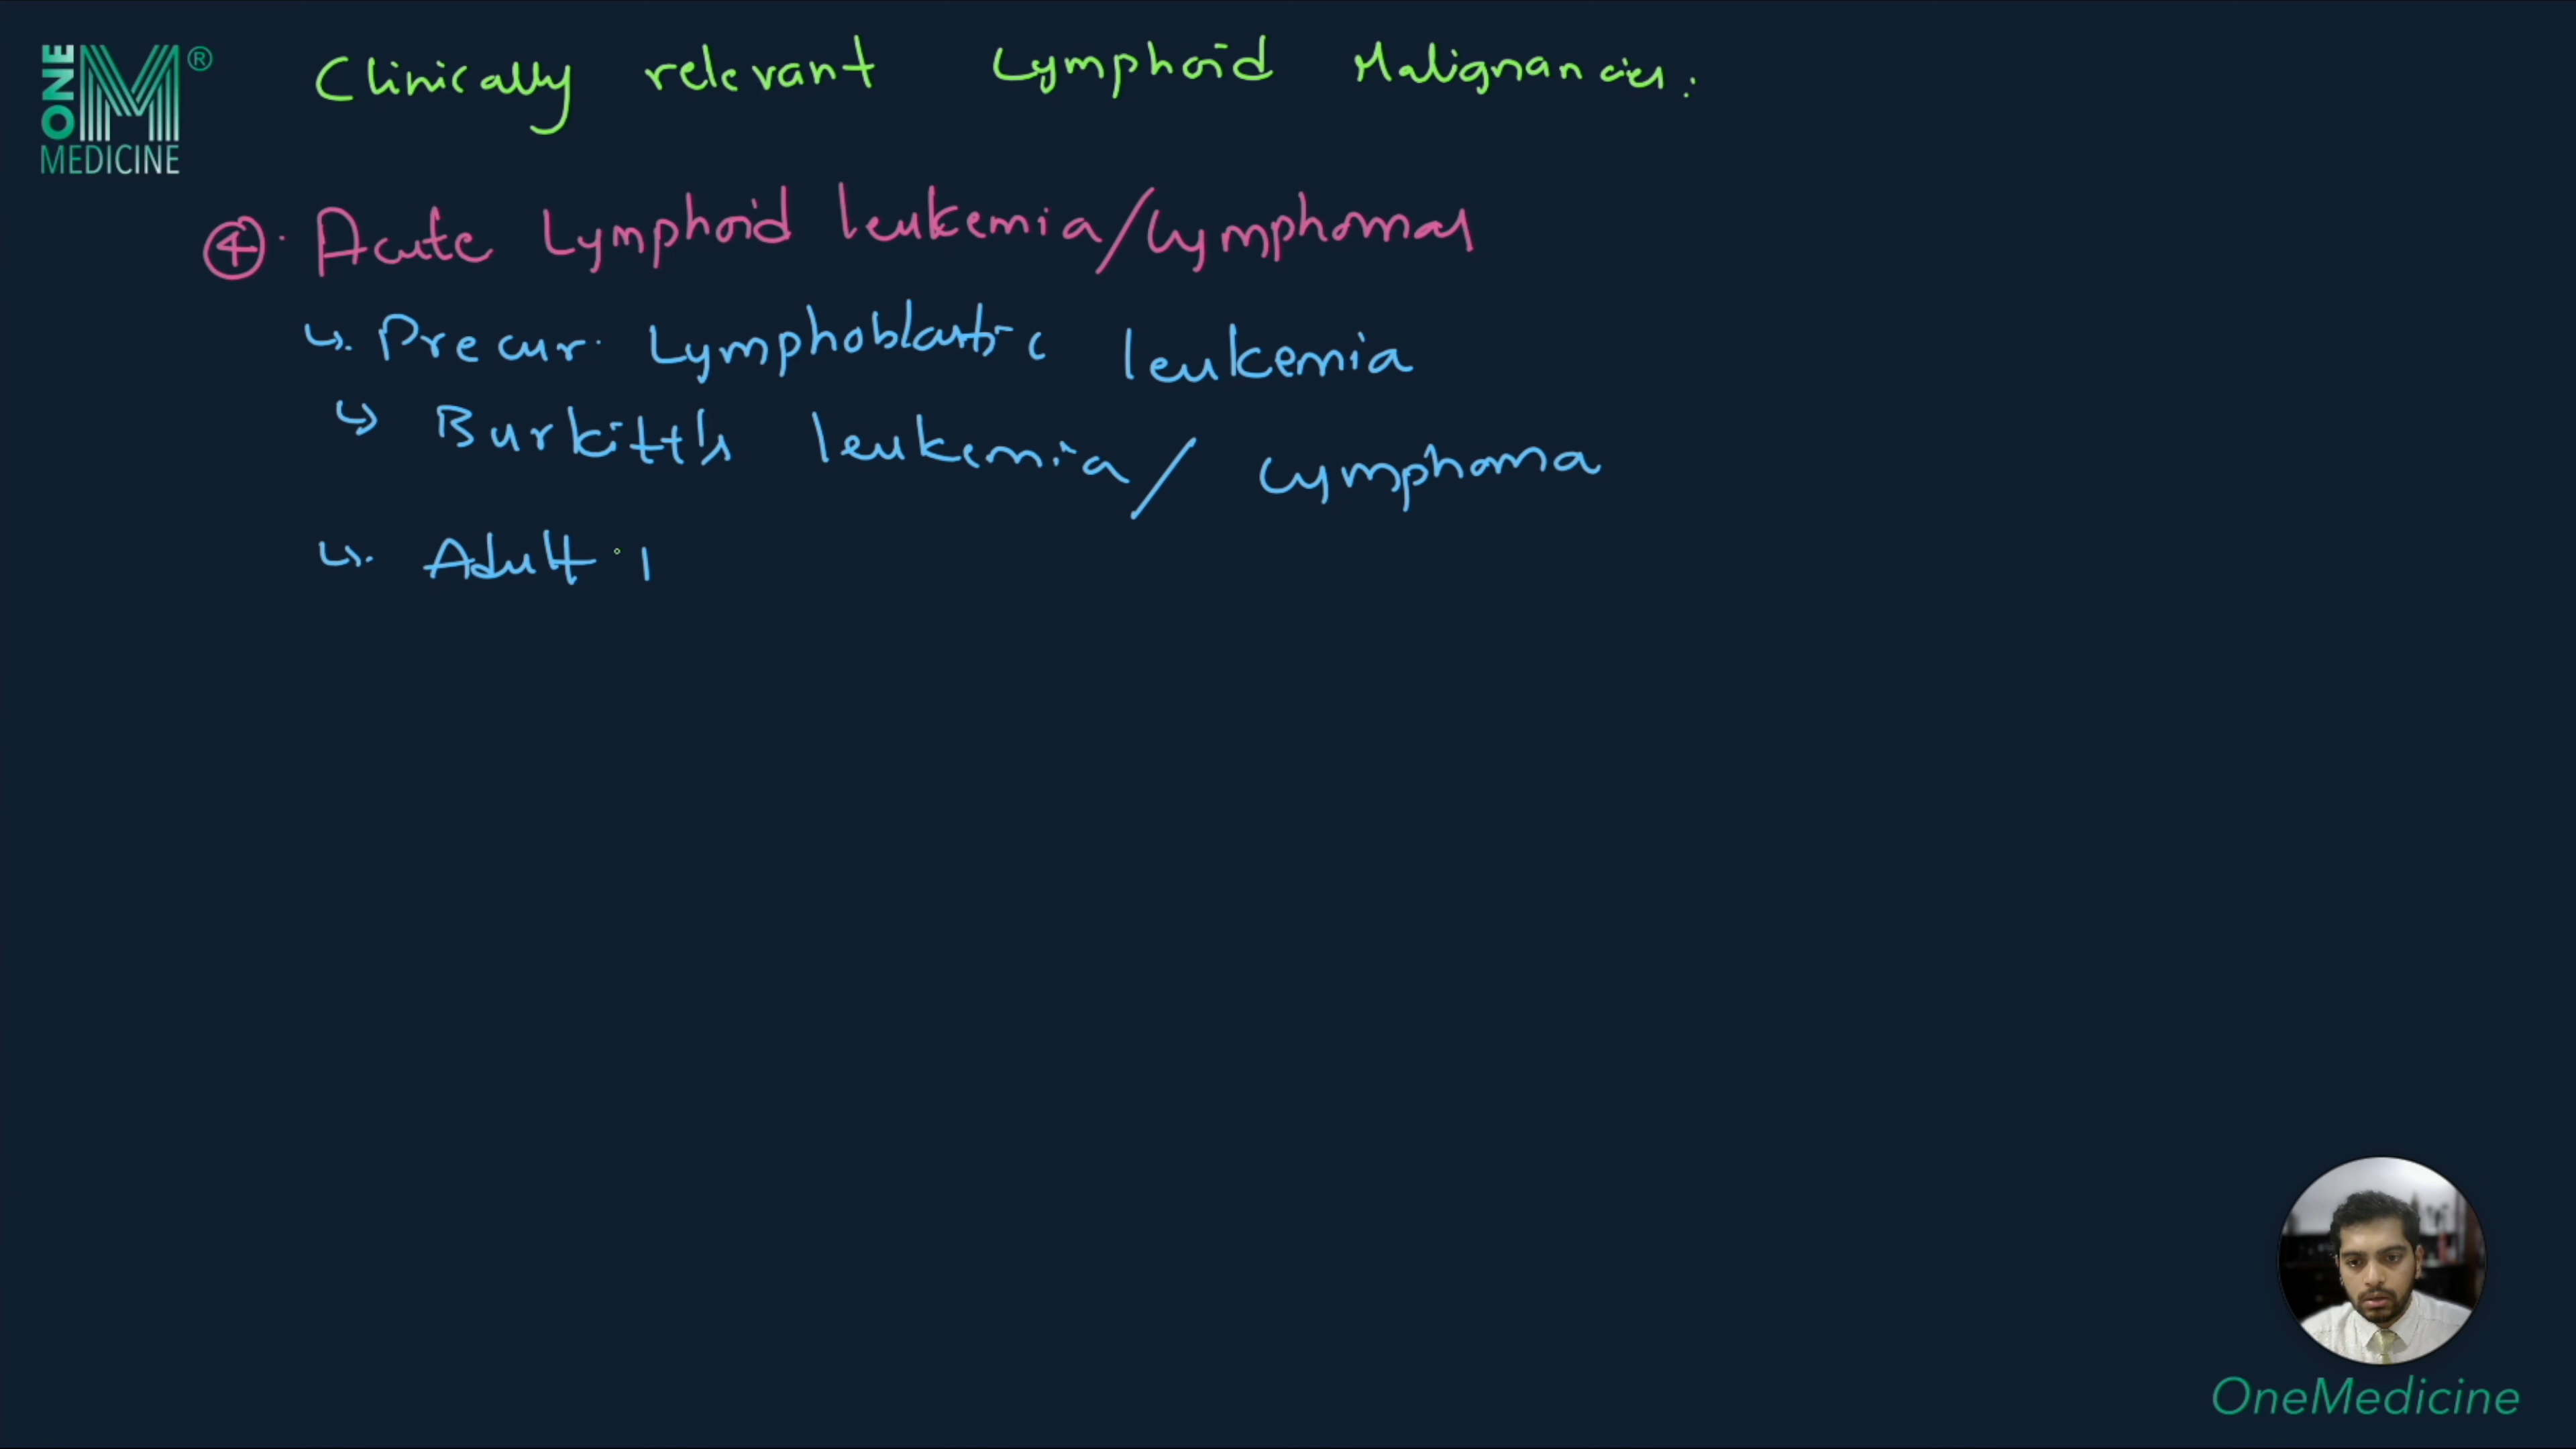 ONE
M®
MEDICINE
Clinically relevant Lymphoid Malignancies:
④. Acute Lymphoid leukemia/Lymphomas
↳. Precur. Lymphoblastic leukemia
↳ Burkitt's leukemia/ Lymphoma
↳. Adult
OneMedicine